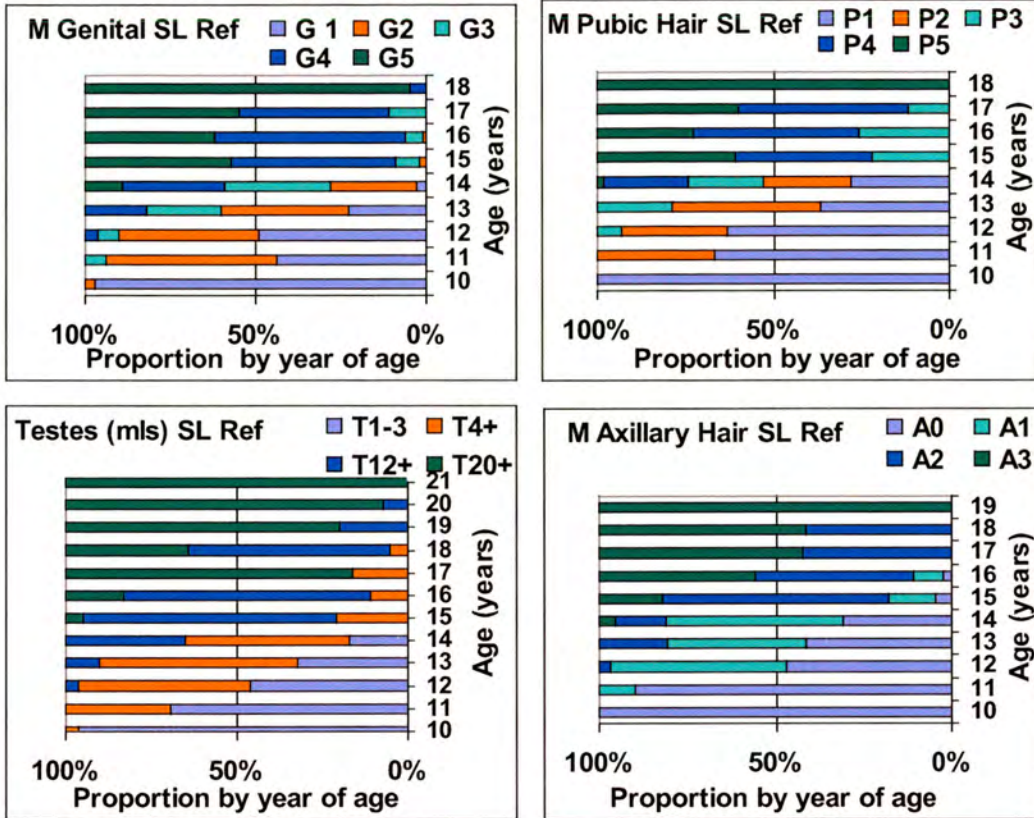 M Genital SL Ref G 1 G2 G3
G4 G5
18
17
16
15
14
13
12
11
10
Age (years)
100% 50% 0%
Proportion by year of age
M Pubic Hair SL Ref P1 P2 P3
P4 P5
18
17
16
15
14
13
12
11
10
Age (years)
100% 50% 0%
Proportion by year of age
Testes (mls) SL Ref T1-3 T4+
T12+ T20+
21
20
19
18
17
16
15
14
13
12
11
10
Age (years)
100% 50% 0%
Proportion by year of age
M Axillary Hair SL Ref A0 A1
A2 A3
19
18
17
16
15
14
13
12
11
10
Age (years)
100% 50% 0%
Proportion by year of age